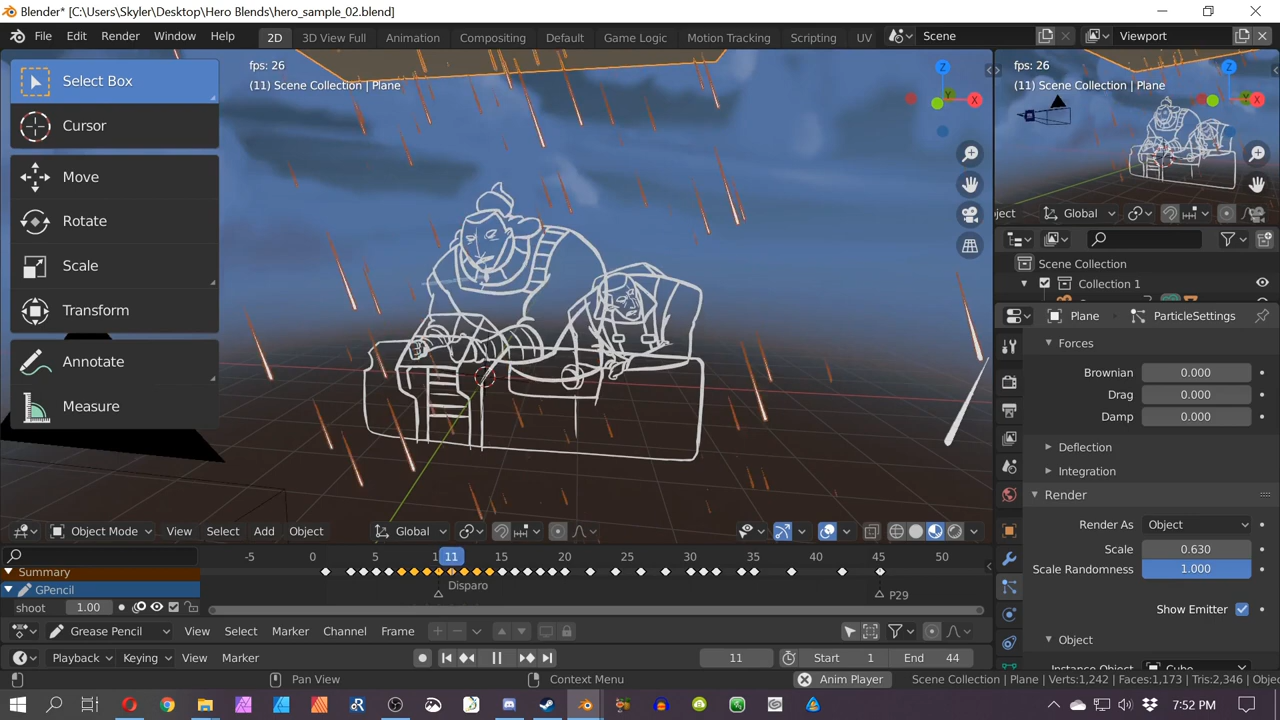 Blender* [C:\Users\Skyler\Desktop\Hero Blends\hero_sample_02.blend]
File Edit Render Window Help 2D 3D View Full Animation Compositing Default Game Logic Motion Tracking Scripting UV Scene Viewport
Select Box
Cursor
Move
Rotate
Scale
Transform
Annotate
Measure
fps: 26
(11) Scene Collection | Plane
Z
Y
X
fps: 26
(11) Scene Collection | Plane
Z
Y
X
ject Global
Scene Collection
Collection 1
Plane ParticleSettings
Forces
Brownian 0.000
Drag 0.000
Damp 0.000
Deflection
Integration
Render
Render As Object
Scale 0.630
Scale Randomness 1.000
Show Emitter
Object
Instance Object Cube
Object Mode View Select Add Object Global
-5 0 5 1 11 15 20 25 30 35 40 45 50
Summary
GPencil
shoot 1.00
Disparo
P29
Grease Pencil View Select Marker Channel Frame
Playback Keying View Marker 11 Start 1 End 44
Pan View Context Menu Anim Player Scene Collection | Plane | Verts:1,242 | Faces:1,173 | Tris:2,346 | Objects
7:52 PM